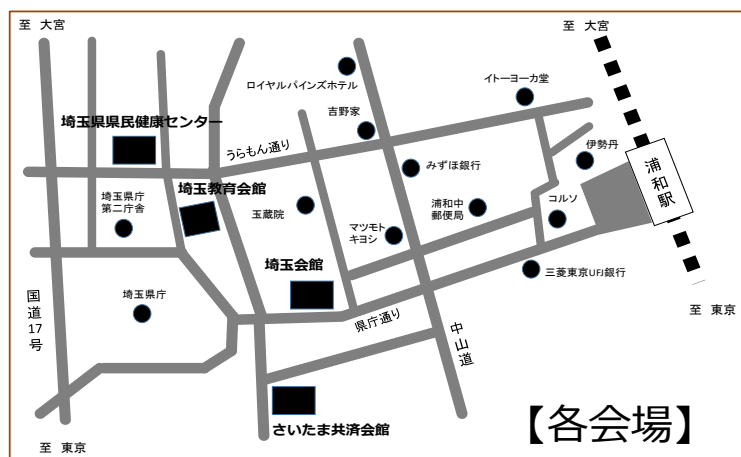 至 大宮
至 大宮
ロイヤルパインズホテル
イトーヨーカ堂
吉野家
埼玉県県民健康センター
うらもん通り
伊勢丹
みずほ銀行
浦和駅
埼玉教育会館
埼玉県庁
第二庁舎
玉蔵院
浦和中
郵便局
コルソ
マツモト
キヨシ
埼玉会館
三菱東京UFJ銀行
国道17号
埼玉県庁
至 東京
県庁通り
中山道
【各会場】
さいたま共済会館
至 東京